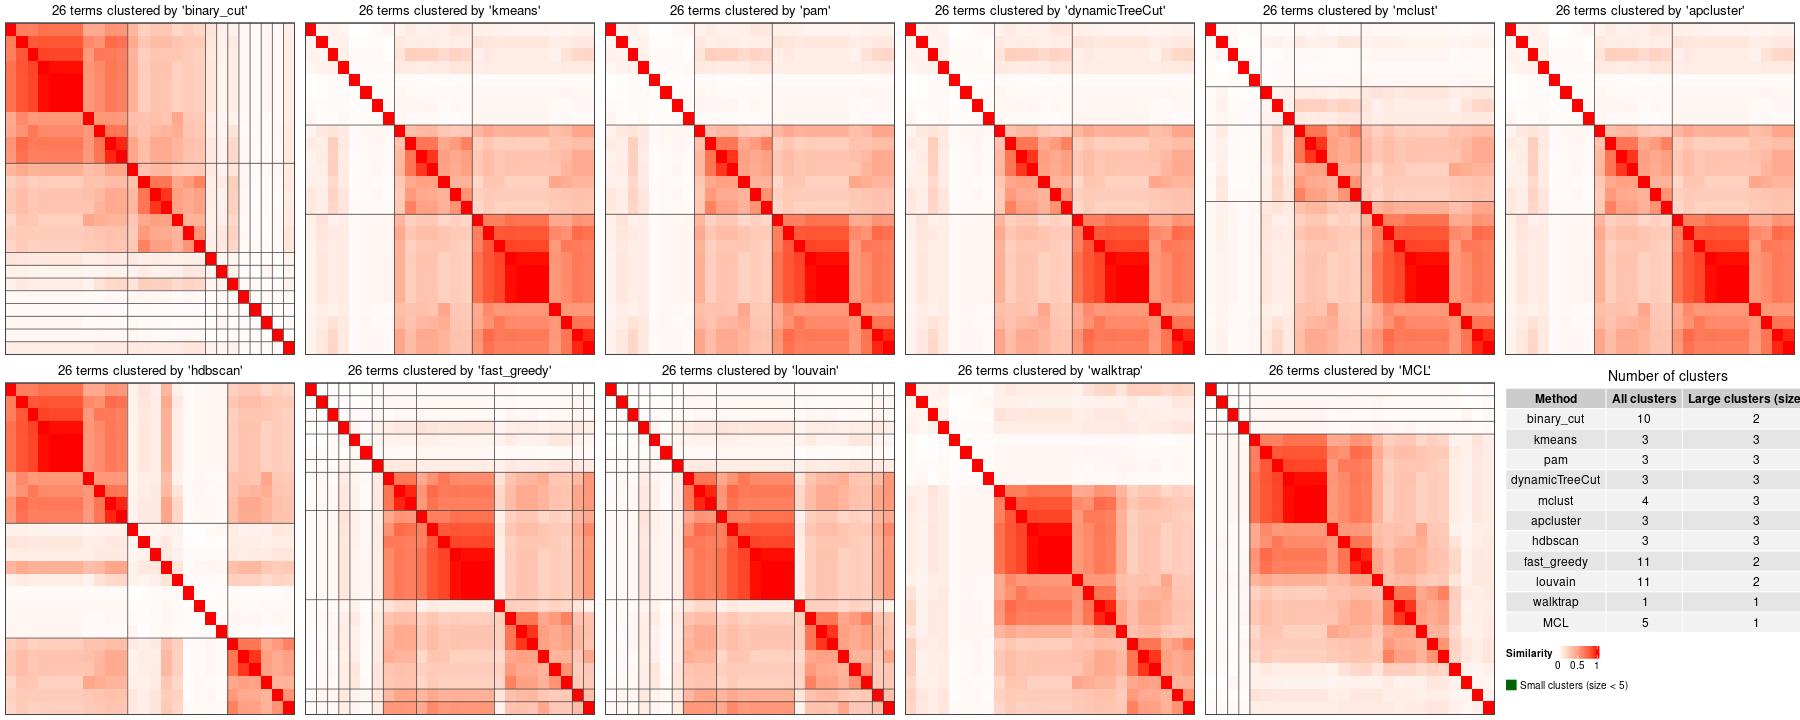 26 terms clustered by 'binary_cut'
26 terms clustered by 'kmeans'
26 terms clustered by 'pam'
26 terms clustered by 'dynamicTreeCut'
26 terms clustered by 'mclust'
26 terms clustered by 'apcluster'
26 terms clustered by 'hdbscan'
26 terms clustered by 'fast_greedy'
26 terms clustered by 'louvain'
26 terms clustered by 'walktrap'
26 terms clustered by 'MCL'
Number of clusters
Method All clusters Large clusters (size
binary_cut 10 2
kmeans 3 3
pam 3 3
dynamicTreeCut 3 3
mclust 4 3
apcluster 3 3
hdbscan 3 3
fast_greedy 11 2
louvain 11 2
walktrap 1 1
MCL 5 1
Similarity
0 0.5 1
Small clusters (size < 5)